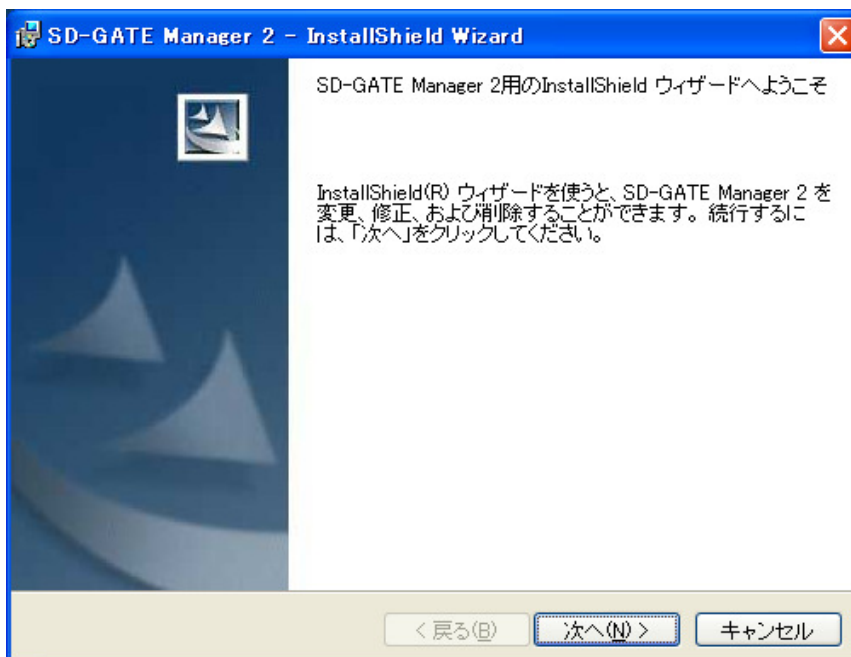 SD-GATE Manager 2 - InstallShield Wizard
SD-GATE Manager 2用のInstallShield ウィザードへようこそ
InstallShield(R) ウィザードを使うと、SD-GATE Manager 2 を
変更、修正、および削除することができます。続行するに
は、「次へ」をクリックしてください。
< 戻る(B)
次へ(N) >
キャンセル